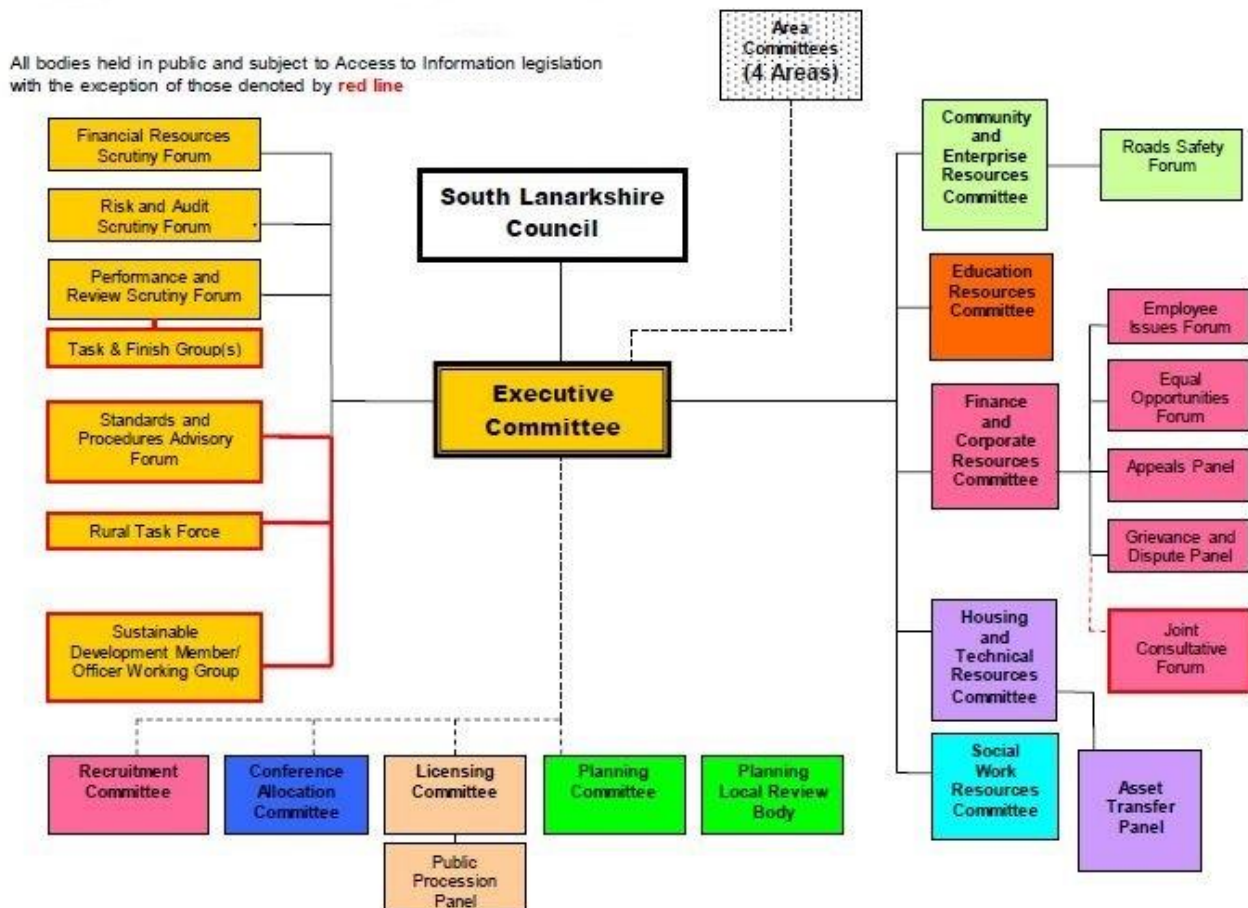 All bodies held in public and subject to Access to Information legislation
with the exception of those denoted by red line
Area
Committees
(4 Areas)
Financial Resources
Scrutiny Forum
Risk and Audit
Scrutiny Forum
Performance and
Review Scrutiny Forum
Task & Finish Group(s)
Standards and
Procedures Advisory
Forum
Rural Task Force
Sustainable
Development Member/
Officer Working Group
South Lanarkshire
Council
Executive
Committee
Community
and
Enterprise
Resources
Committee
Roads Safety
Forum
Education
Resources
Committee
Finance
and
Corporate
Resources
Committee
Employee
Issues Forum
Equal
Opportunities
Forum
Appeals Panel
Grievance and
Dispute Panel
Joint
Consultative
Forum
Housing
and
Technical
Resources
Committee
Social
Work
Resources
Committee
Asset
Transfer
Panel
Recruitment
Committee
Conference
Allocation
Committee
Licensing
Committee
Public
Procession
Panel
Planning
Committee
Planning
Local Review
Body